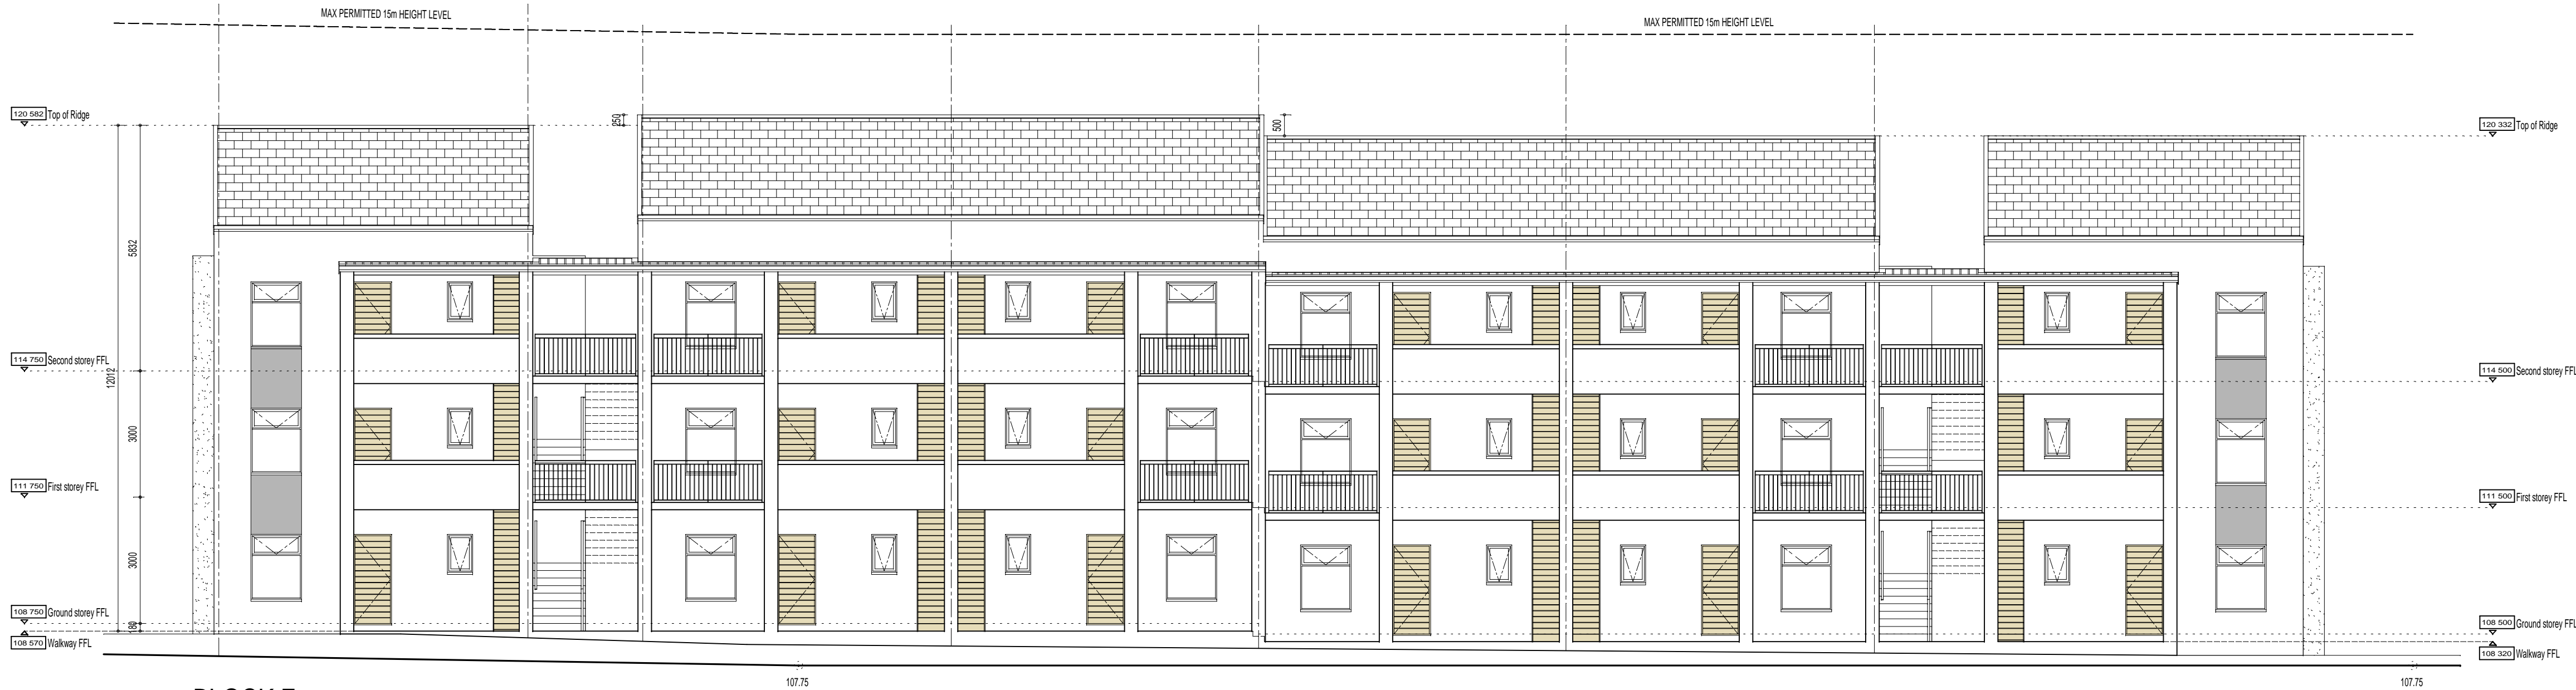 MAX PERMITTED 15m HEIGHT LEVEL
MAX PERMITTED 15m HEIGHT LEVEL
120 582 Top of Ridge
250
500
120 332 Top of Ridge
5832
114 750 Second storey FFL
12012
114 500 Second storey FFL
3000
111 750 First storey FFL
111 500 First storey FFL
3000
108 750 Ground storey FFL
180
108 500 Ground storey FFL
108 570 Walkway FFL
108 320 Walkway FFL
107.75
107.75